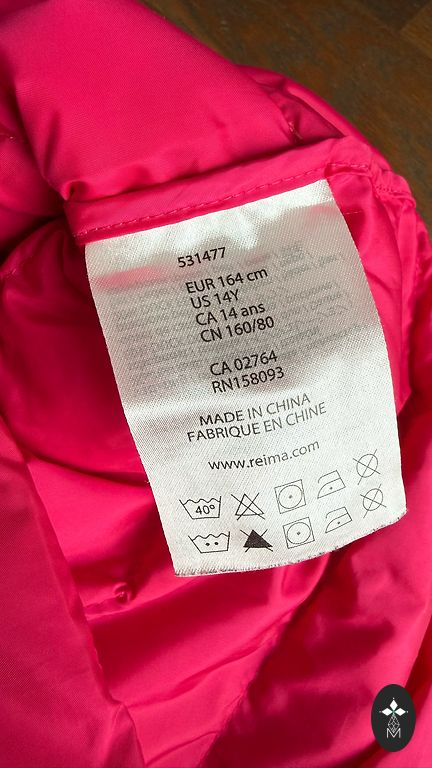 531477
EUR 164 cm
US 14Y
CA 14 ans
CN 160/80
CA 02764
RN158093
MADE IN CHINA
FABRIQUE EN CHINE
www.reima.com
40°